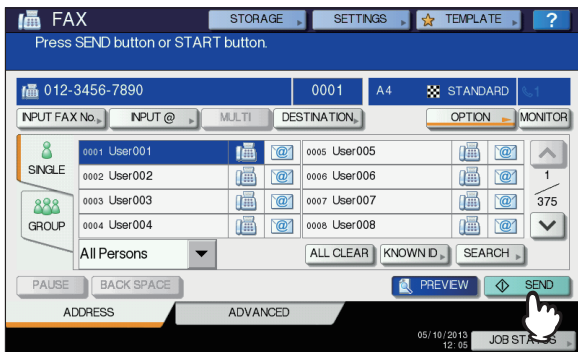 FAX STORAGE SETTINGS TEMPLATE ?
Press SEND button or START button.
012-3456-7890 0001 A4 STANDARD 1
INPUT FAX No. INPUT @ MULTI DESTINATION OPTION MONITOR
SINGLE
GROUP
0001 User001 @ 0005 User005 @
0002 User002 @ 0006 User006 @
0003 User003 @ 0007 User007 @
0004 User004 @ 0008 User008 @
1
375
All Persons ALL CLEAR KNOWN ID SEARCH
PAUSE BACK SPACE PREVIEW SEND
ADDRESS ADVANCED
05/10/2013
12:05
JOB STATUS